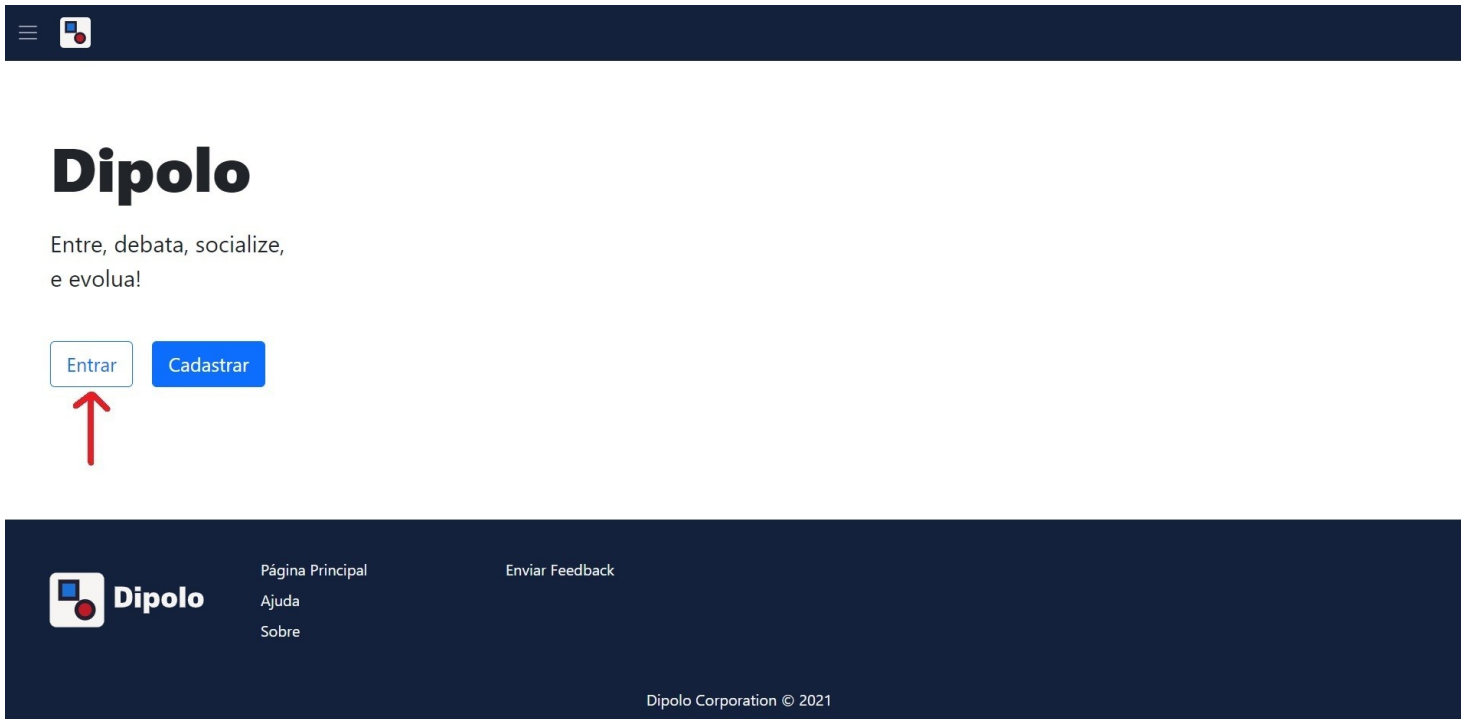 Dipolo
Entre, debata, socialize,
e evolua!
Entrar
Cadastrar
Dipolo
Página Principal
Ajuda
Sobre
Enviar Feedback
Dipolo Corporation © 2021